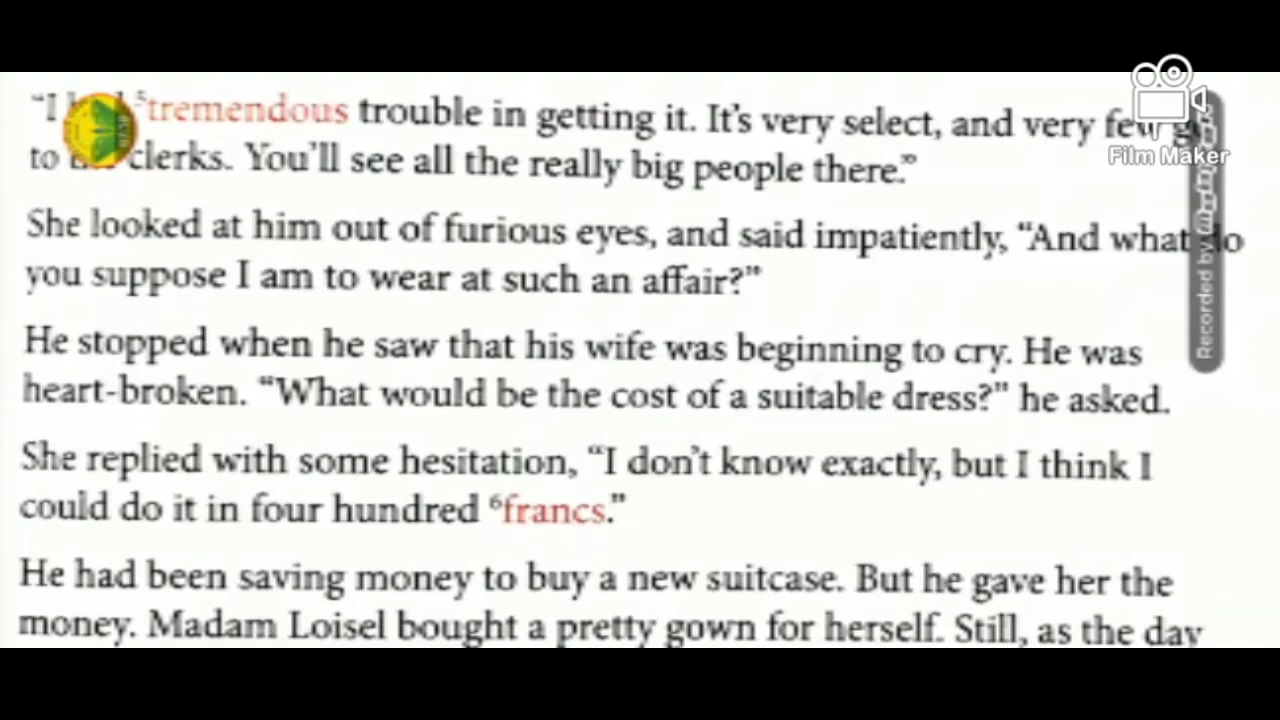 "I ⁵tremendous trouble in getting it. It's very select, and very few
to clerks. You'll see all the really big people there."
She looked at him out of furious eyes, and said impatiently, "And what
you suppose I am to wear at such an affair?"
He stopped when he saw that his wife was beginning to cry. He was
heart-broken. "What would be the cost of a suitable dress?" he asked.
She replied with some hesitation, "I don't know exactly, but I think I
could do it in four hundred ⁶francs."
He had been saving money to buy a new suitcase. But he gave her the
money. Madam Loisel bought a pretty gown for herself. Still, as the day
Film Maker
Recorded by